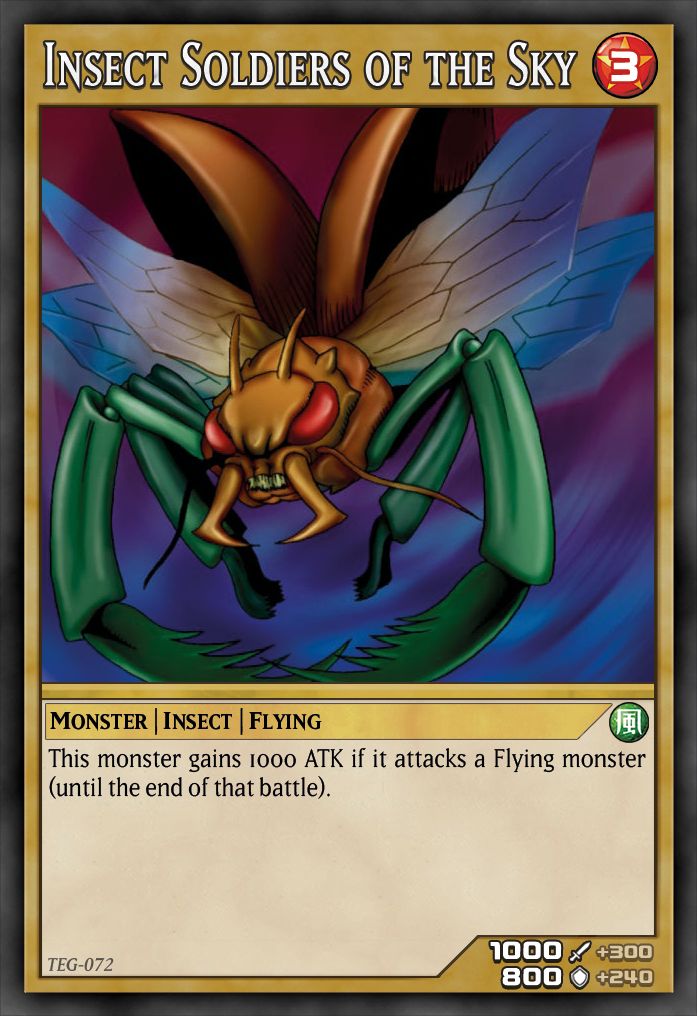 Insect Soldiers of the Sky 3
Monster | Insect | Flying 風
This monster gains 1000 ATK if it attacks a Flying monster
(until the end of that battle).
1000 +300
TEG-072 800 +240